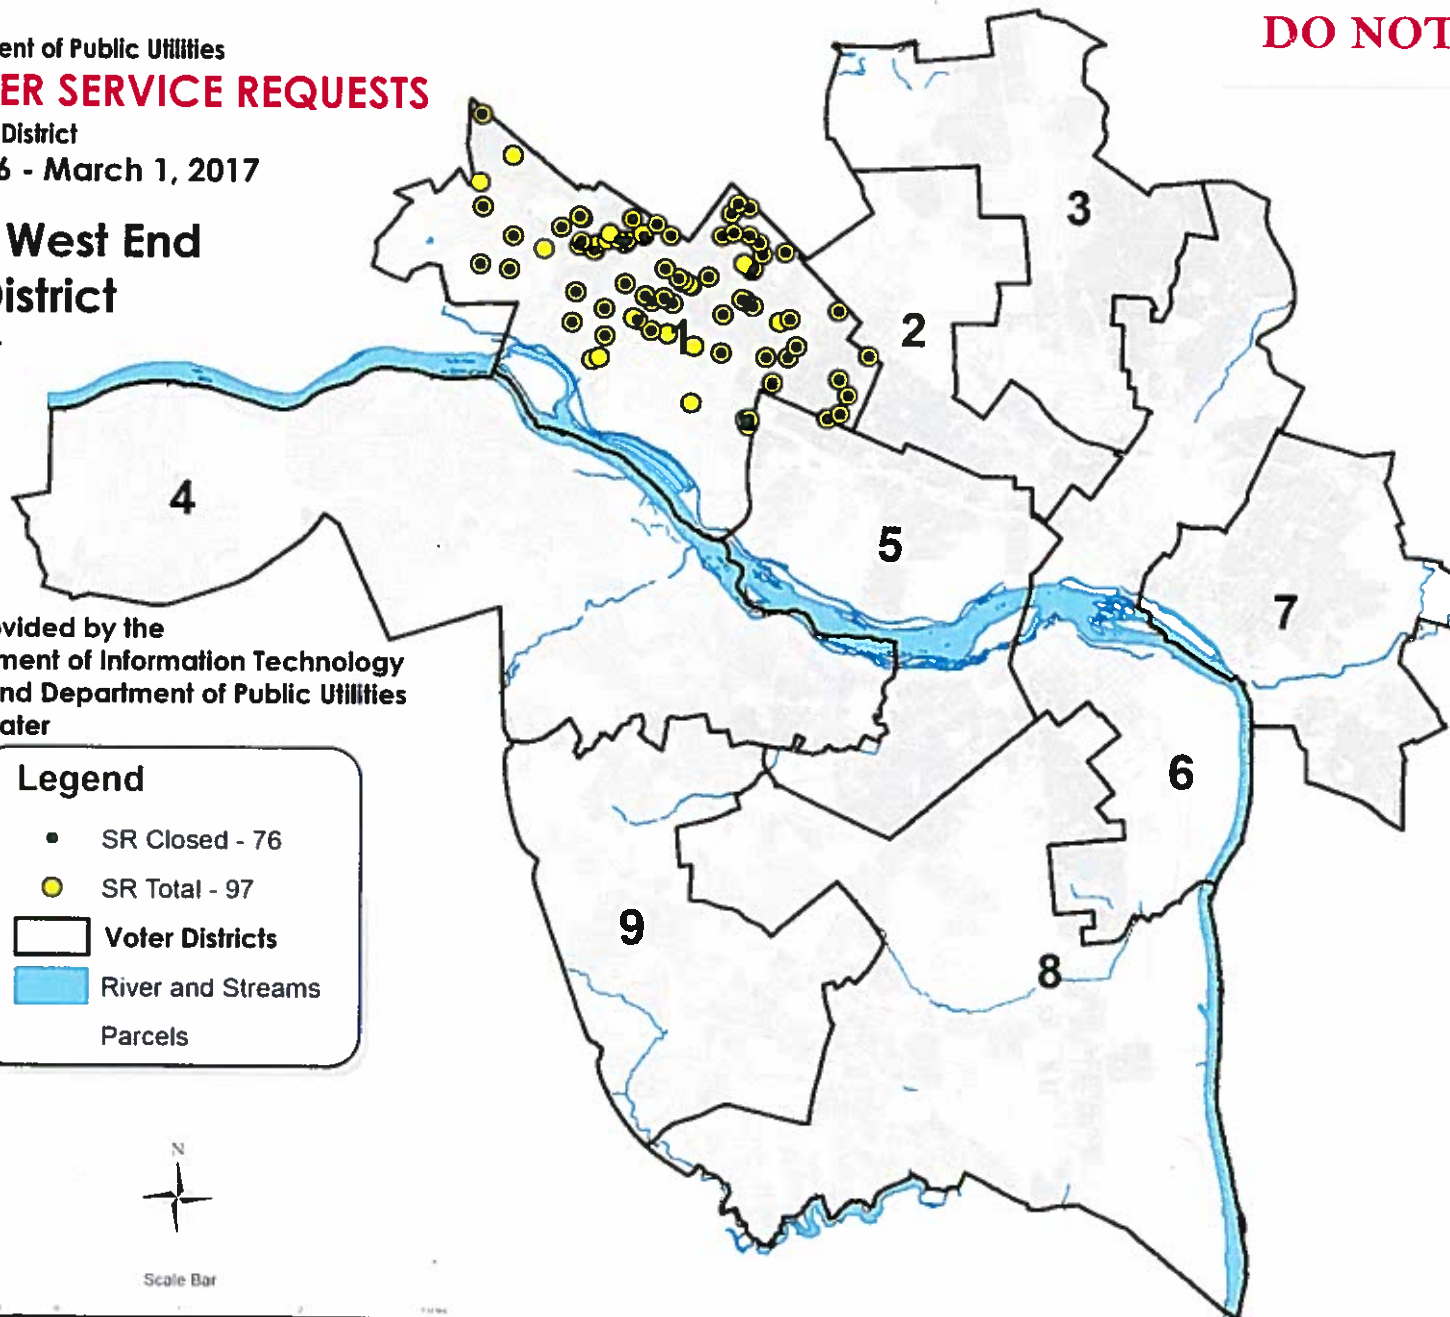 ent of Public Utilities
ER SERVICE REQUESTS
District
6 - March 1, 2017
West End
District
DO NOT
1
2
3
4
5
6
7
8
9
ovided by the
ment of Information Technology
nd Department of Public Utilities
ater
Legend
SR Closed - 76
SR Total - 97
Voter Districts
River and Streams
Parcels
N
Scale Bar